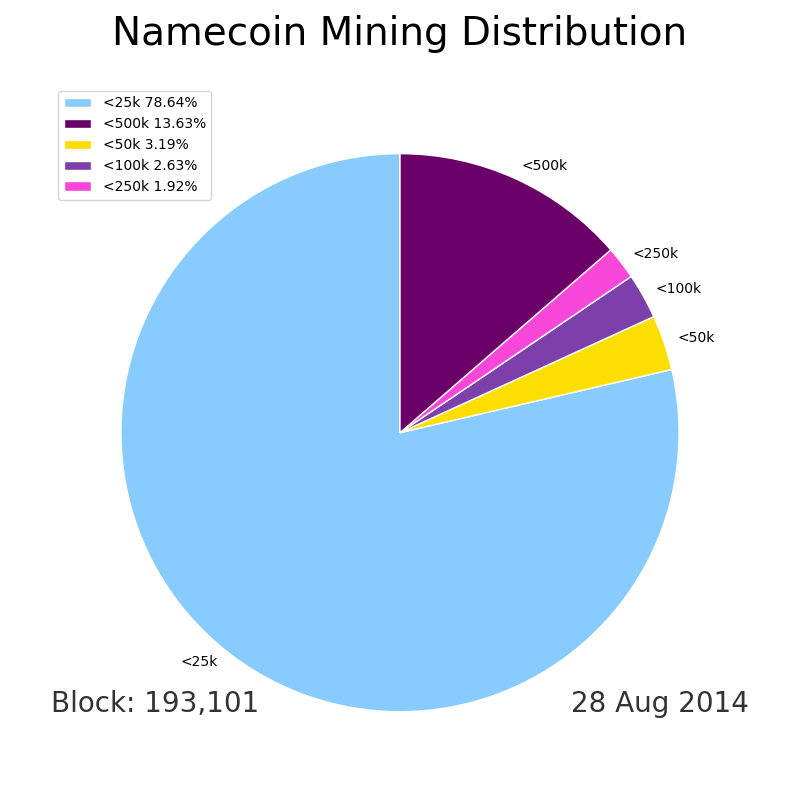 Namecoin Mining Distribution
<25k 78.64%
<500k 13.63%
<50k 3.19%
<100k 2.63%
<250k 1.92%
<500k
<250k
<100k
<50k
<25k
Block: 193,101
28 Aug 2014